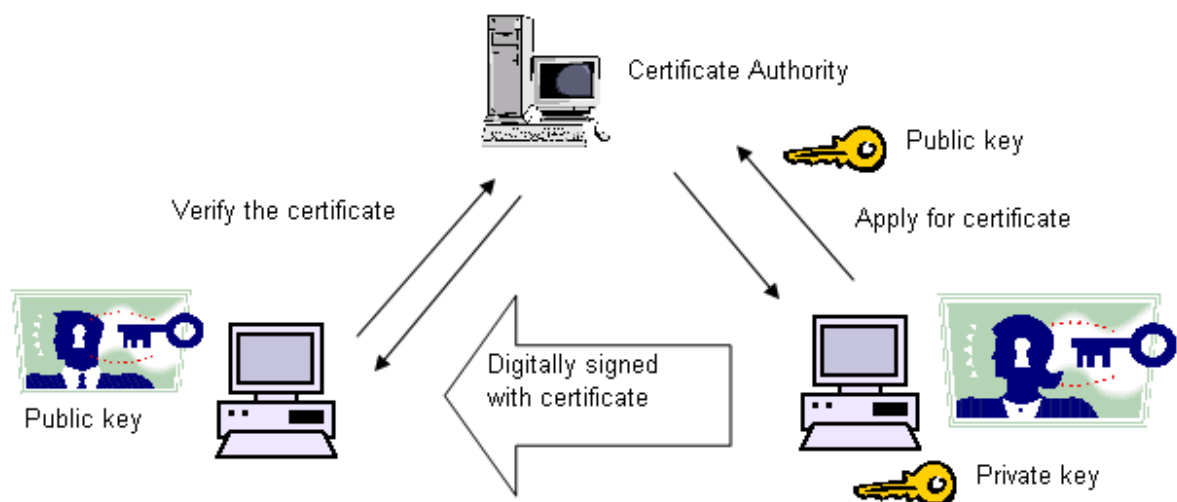 Certificate Authority
Public key
Verify the certificate
Apply for certificate
Digitally signed
with certificate
Public key
Private key